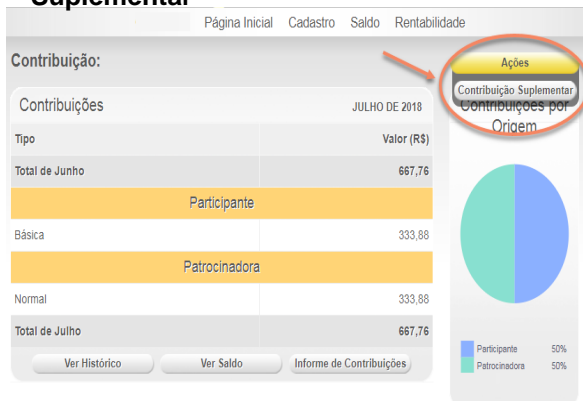 Suplementar
Página Inicial Cadastro Saldo Rentabilidade
Contribuição:
Ações
Contribuição Suplementar
Contribuições JULHO DE 2018
Contribuições por
Origem
Tipo Valor (R$)
Total de Junho 667,76
Participante
Básica 333,88
Patrocinadora
Normal 333,88
Total de Julho 667,76
Ver Histórico Ver Saldo Informe de Contribuições
Participante 50%
Patrocinadora 50%